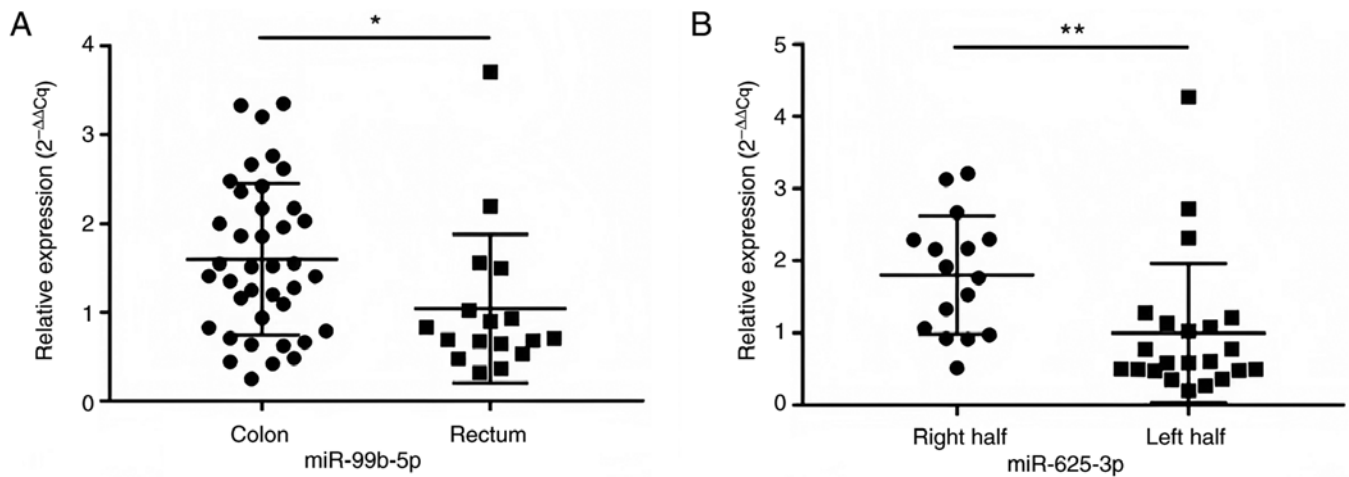 A
*
Relative expression (2⁻ΔΔCq)
4
3
2
1
0
Colon
Rectum
miR-99b-5p
B
**
Relative expression (2⁻ΔΔCq)
5
4
3
2
1
0
Right half
Left half
miR-625-3p